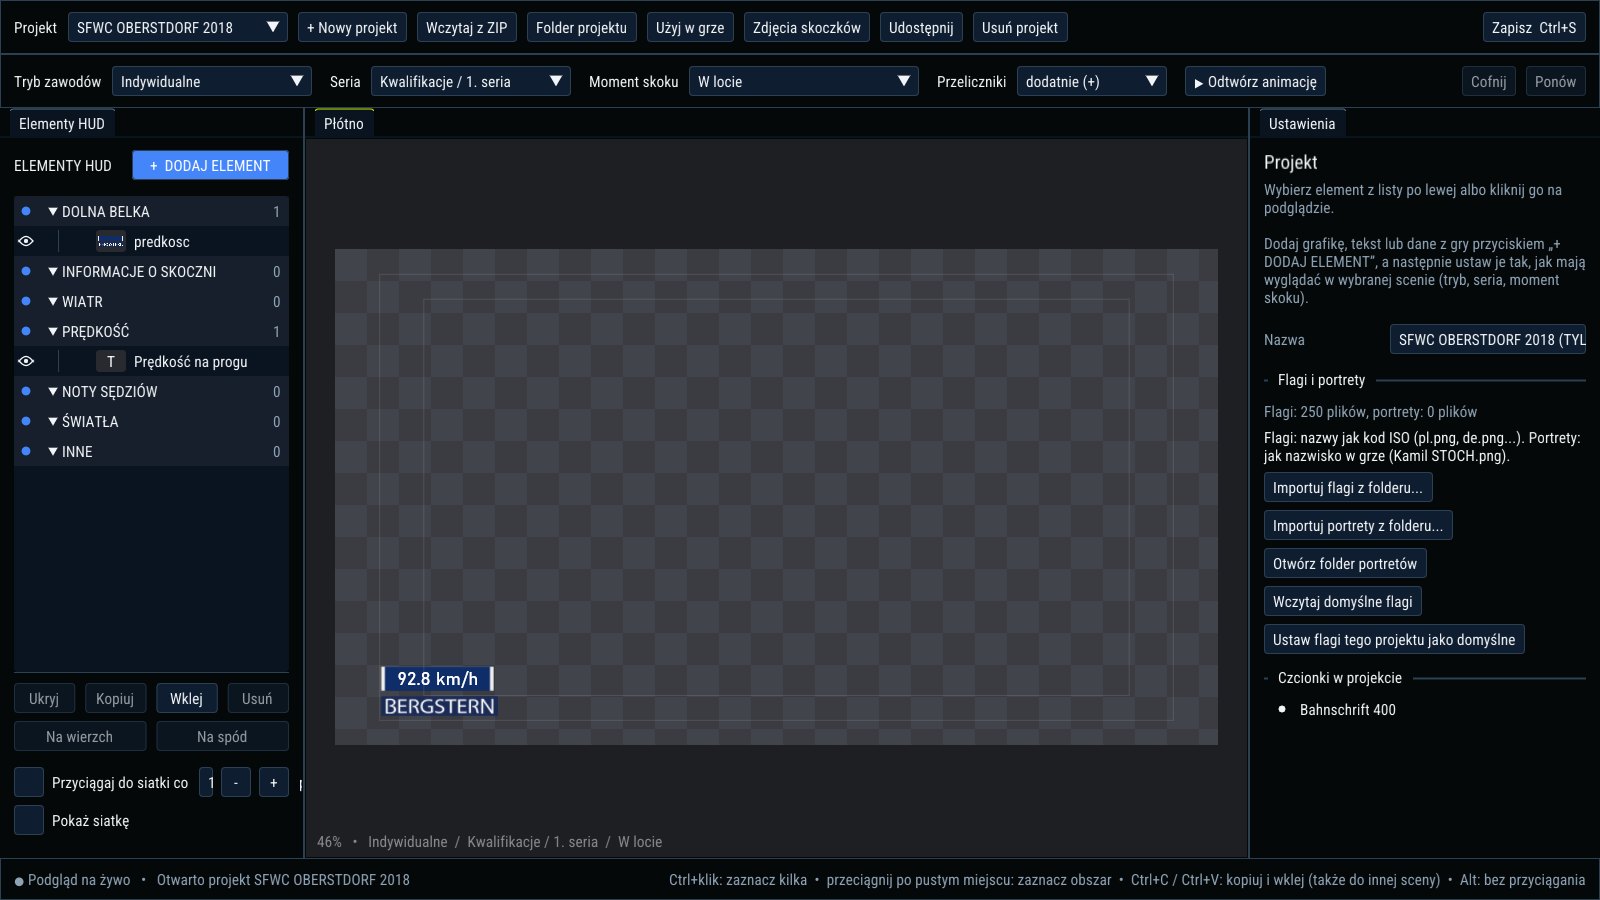 Projekt SFWC OBERSTDORF 2018 + Nowy projekt Wczytaj z ZIP Folder projektu Użyj w grze Zdjęcia skoczków Udostępnij Usuń projekt Zapisz Ctrl+S
Tryb zawodów Indywidualne Seria Kwalifikacje / 1. seria Moment skoku W locie Przeliczniki dodatnie (+) Odtwórz animację Cofnij Ponów
Elementy HUD
ELEMENTY HUD + DODAJ ELEMENT
DOLNA BELKA 1
predkosc
INFORMACJE O SKOCZNI 0
WIATR 0
PRĘDKOŚĆ 1
T Prędkość na progu
NOTY SĘDZIÓW 0
ŚWIATŁA 0
INNE 0
Ukryj Kopiuj Wklej Usuń
Na wierzch Na spód
Przyciągaj do siatki co 1 - +
Pokaż siatkę
Płótno
92.8 km/h
BERGSTERN
46% • Indywidualne / Kwalifikacje / 1. seria / W locie
Ustawienia
Projekt
Wybierz element z listy po lewej albo kliknij go na
podglądzie.
Dodaj grafikę, tekst lub dane z gry przyciskiem „+
DODAJ ELEMENT”, a następnie ustaw je tak, jak mają
wyglądać w wybranej scenie (tryb, seria, moment
skoku).
Nazwa SFWC OBERSTDORF 2018 (TYL
Flagi i portrety
Flagi: 250 plików, portrety: 0 plików
Flagi: nazwy jak kod ISO (pl.png, de.png...). Portrety:
jak nazwisko w grze (Kamil STOCH.png).
Importuj flagi z folderu...
Importuj portrety z folderu...
Otwórz folder portretów
Wczytaj domyślne flagi
Ustaw flagi tego projektu jako domyślne
Czcionki w projekcie
Bahnschrift 400
Podgląd na żywo • Otwarto projekt SFWC OBERSTDORF 2018
Ctrl+klik: zaznacz kilka • przeciągnij po pustym miejscu: zaznacz obszar • Ctrl+C / Ctrl+V: kopiuj i wklej (także do innej sceny) • Alt: bez przyciągania